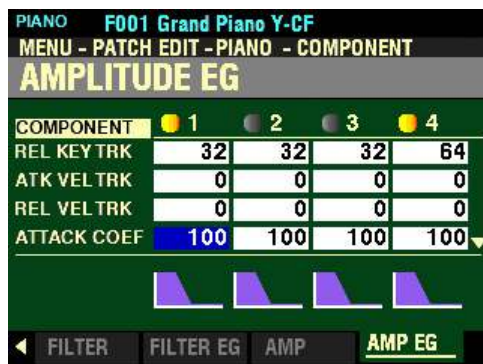 PIANO F001 Grand Piano Y-CF
MENU - PATCH EDIT - PIANO - COMPONENT
AMPLITUDE EG
COMPONENT 1 2 3 4
REL KEY TRK 32 32 32 64
ATK VEL TRK 0 0 0 0
REL VEL TRK 0 0 0 0
ATTACK COEF 100 100 100 100
FILTER FILTER EG AMP AMP EG